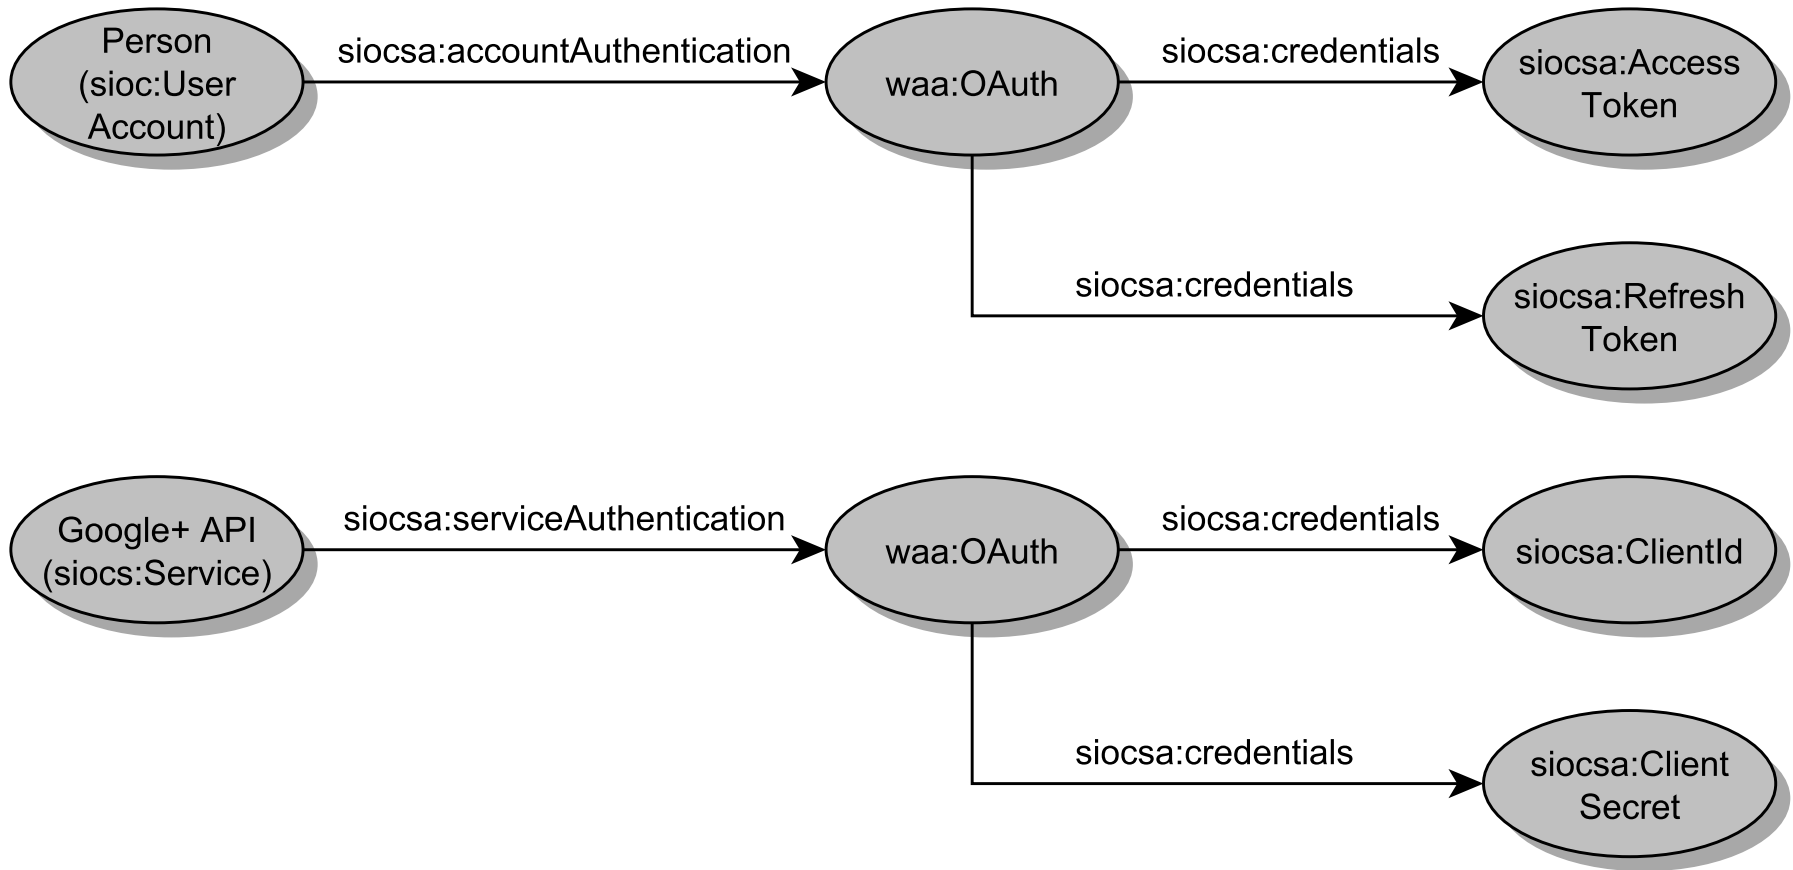 Person
(sioc:User
Account)
siocsa:accountAuthentication
waa:OAuth
siocsa:credentials
siocsa:Access
Token
siocsa:credentials
siocsa:Refresh
Token
Google+ API
(siocs:Service)
siocsa:serviceAuthentication
waa:OAuth
siocsa:credentials
siocsa:ClientId
siocsa:credentials
siocsa:Client
Secret